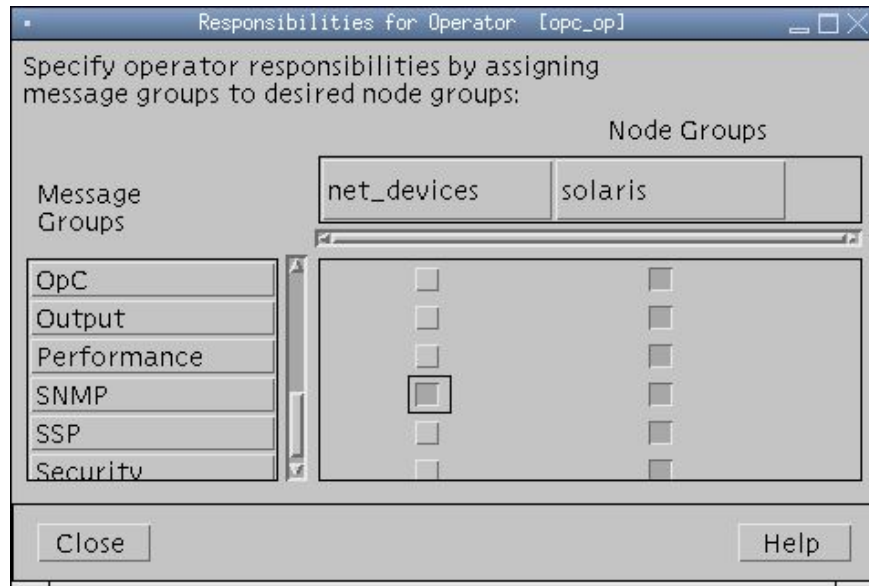 Responsibilities for Operator [opc_op]
Specify operator responsibilities by assigning
message groups to desired node groups:
Node Groups
Message
Groups
net_devices
solaris
OpC
Output
Performance
SNMP
SSP
Security
Close
Help